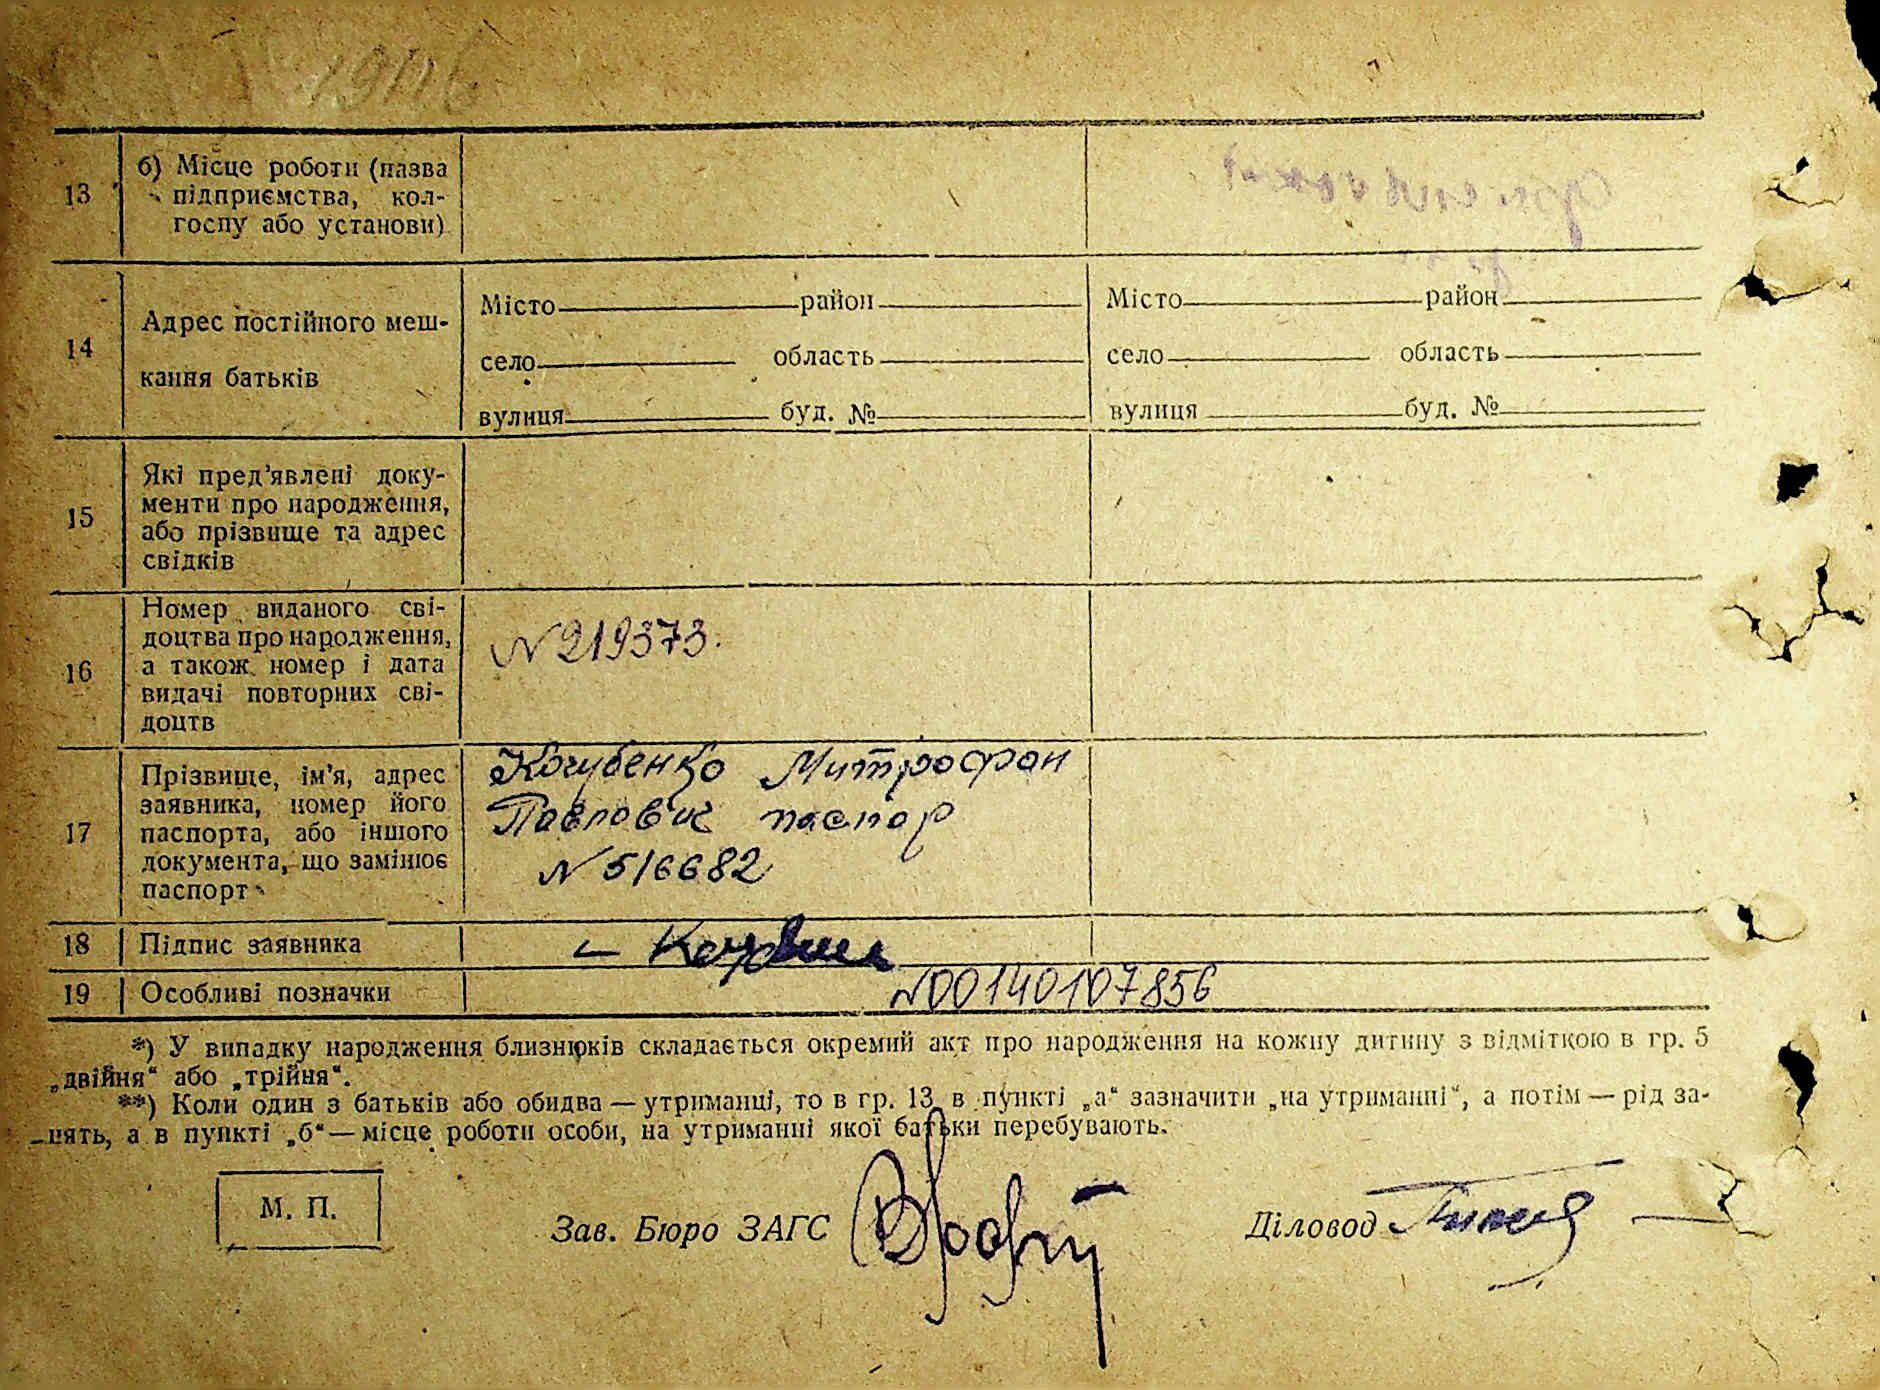 13
б) Місце роботи (назва
підприємства, кол-
госпу або установи)
14
Адрес постійного меш-
кання батьків
Місто район Місто район
село область село область
вулиця буд. № вулиця буд. №
15
Які пред’явлені доку-
менти про народження,
або прізвище та адрес
свідків
16
Номер виданого сві-
доцтва про народження,
а також номер і дата
видачі повторних сві-
доцтв
N 219373.
17
Прізвище, ім’я, адрес
заявника, номер його
паспорта, або іншого
документа, що замінює
паспорт
Кочубенко Митрофан
Павлович паспор
N 516682
18 Підпис заявника
19 Особливі позначки N00140107856
*) У випадку народження близнюків складається окремий акт про народження на кожну дитину з відміткою в гр. 5
„двійня“ або „трійня“.
**) Коли один з батьків або обидва — утриманці, то в гр. 13 в пункті „а“ зазначити „на утриманні“, а потім — рід за-
нять, а в пункті „б“ — місце роботи особи, на утриманні якої батьки перебувають.
М. П.
Зав. Бюро ЗАГС Діловод